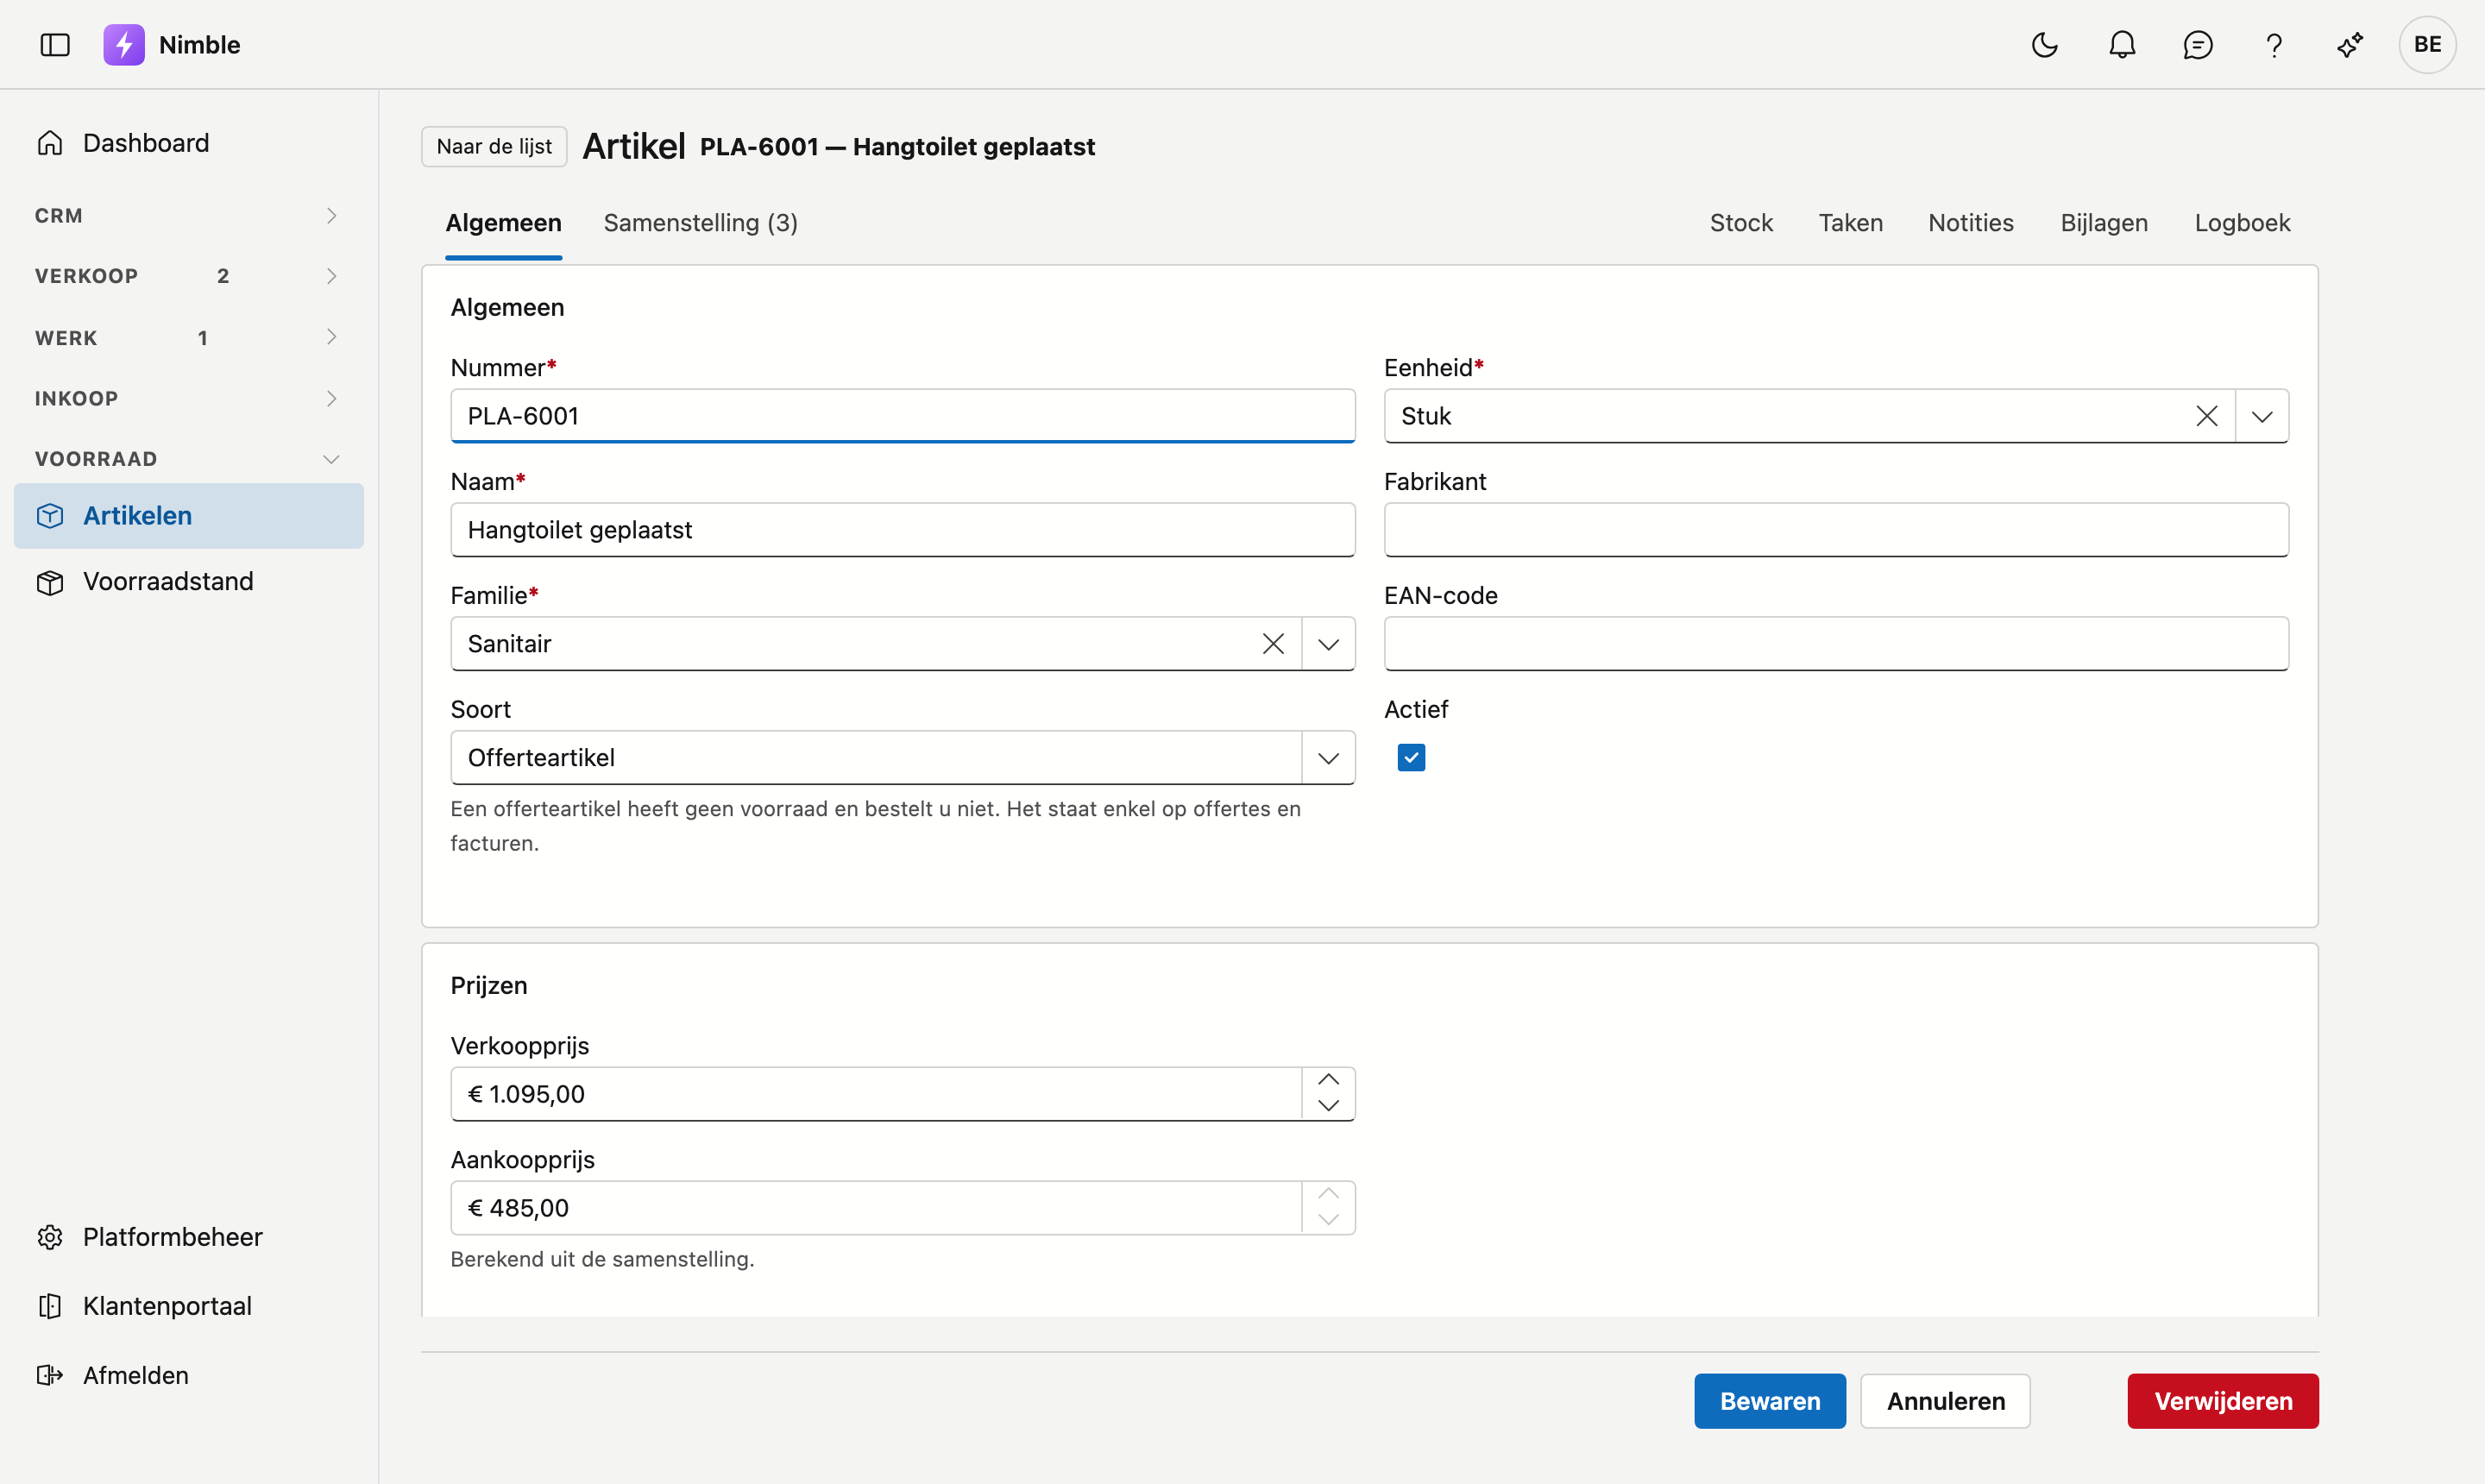 Nimble
BE
Dashboard
CRM
VERKOOP 2
WERK 1
INKOOP
VOORRAAD
Artikelen
Voorraadstand
Platformbeheer
Klantenportaal
Afmelden
Naar de lijst Artikel PLA-6001 — Hangtoilet geplaatst
Algemeen Samenstelling (3) Stock Taken Notities Bijlagen Logboek
Algemeen
Nummer* Eenheid*
PLA-6001 Stuk
Naam* Fabrikant
Hangtoilet geplaatst
Familie* EAN-code
Sanitair
Soort Actief
Offerteartikel
Een offerteartikel heeft geen voorraad en bestelt u niet. Het staat enkel op offertes en
facturen.
Prijzen
Verkoopprijs
€ 1.095,00
Aankoopprijs
€ 485,00
Berekend uit de samenstelling.
Bewaren Annuleren Verwijderen